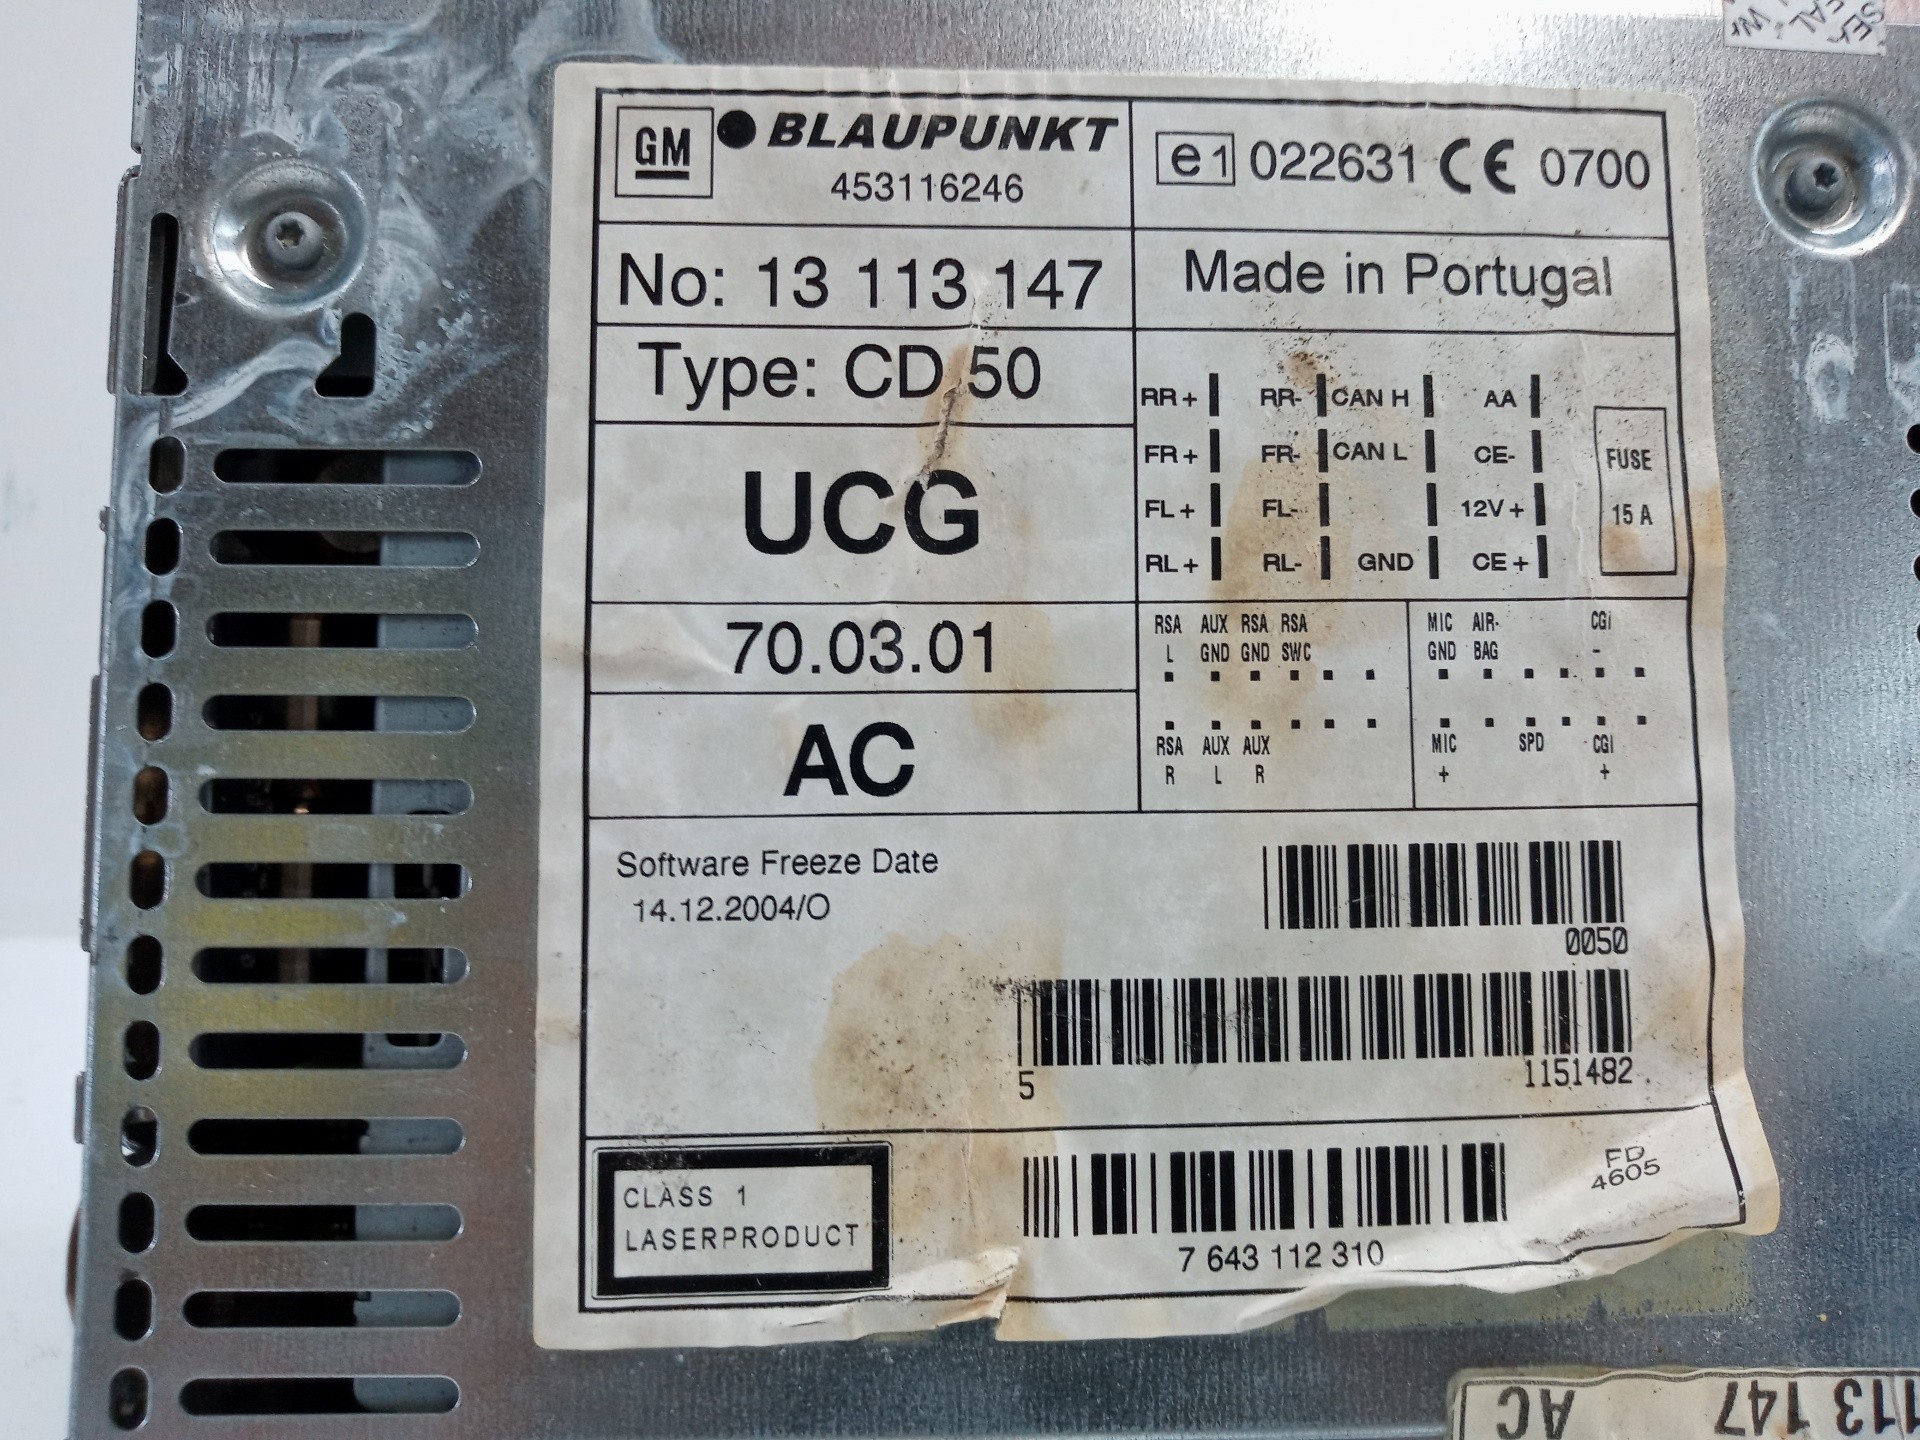 GM
BLAUPUNKT
453116246
e1 022631 CE 0700
No: 13 113 147
Made in Portugal
Type: CD 50
UCG
70.03.01
AC
RR + RR- CAN H AA
FR + FR- CAN L CE-
FL + FL- 12V +
RL + RL- GND CE +
FUSE
15 A
RSA AUX RSA RSA
L GND GND SWC
RSA AUX AUX
R L R
MIC AIR- CGI
GND BAG -
MIC SPD CGI
+ +
Software Freeze Date
14.12.2004/O
0050
5 1151482
CLASS 1
LASERPRODUCT
7 643 112 310
FD
4605
113 147 AC